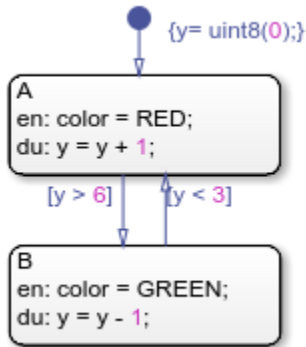 {y= uint8(0);}
A
en: color = RED;
du: y = y + 1;
[y > 6]
[y < 3]
B
en: color = GREEN;
du: y = y - 1;